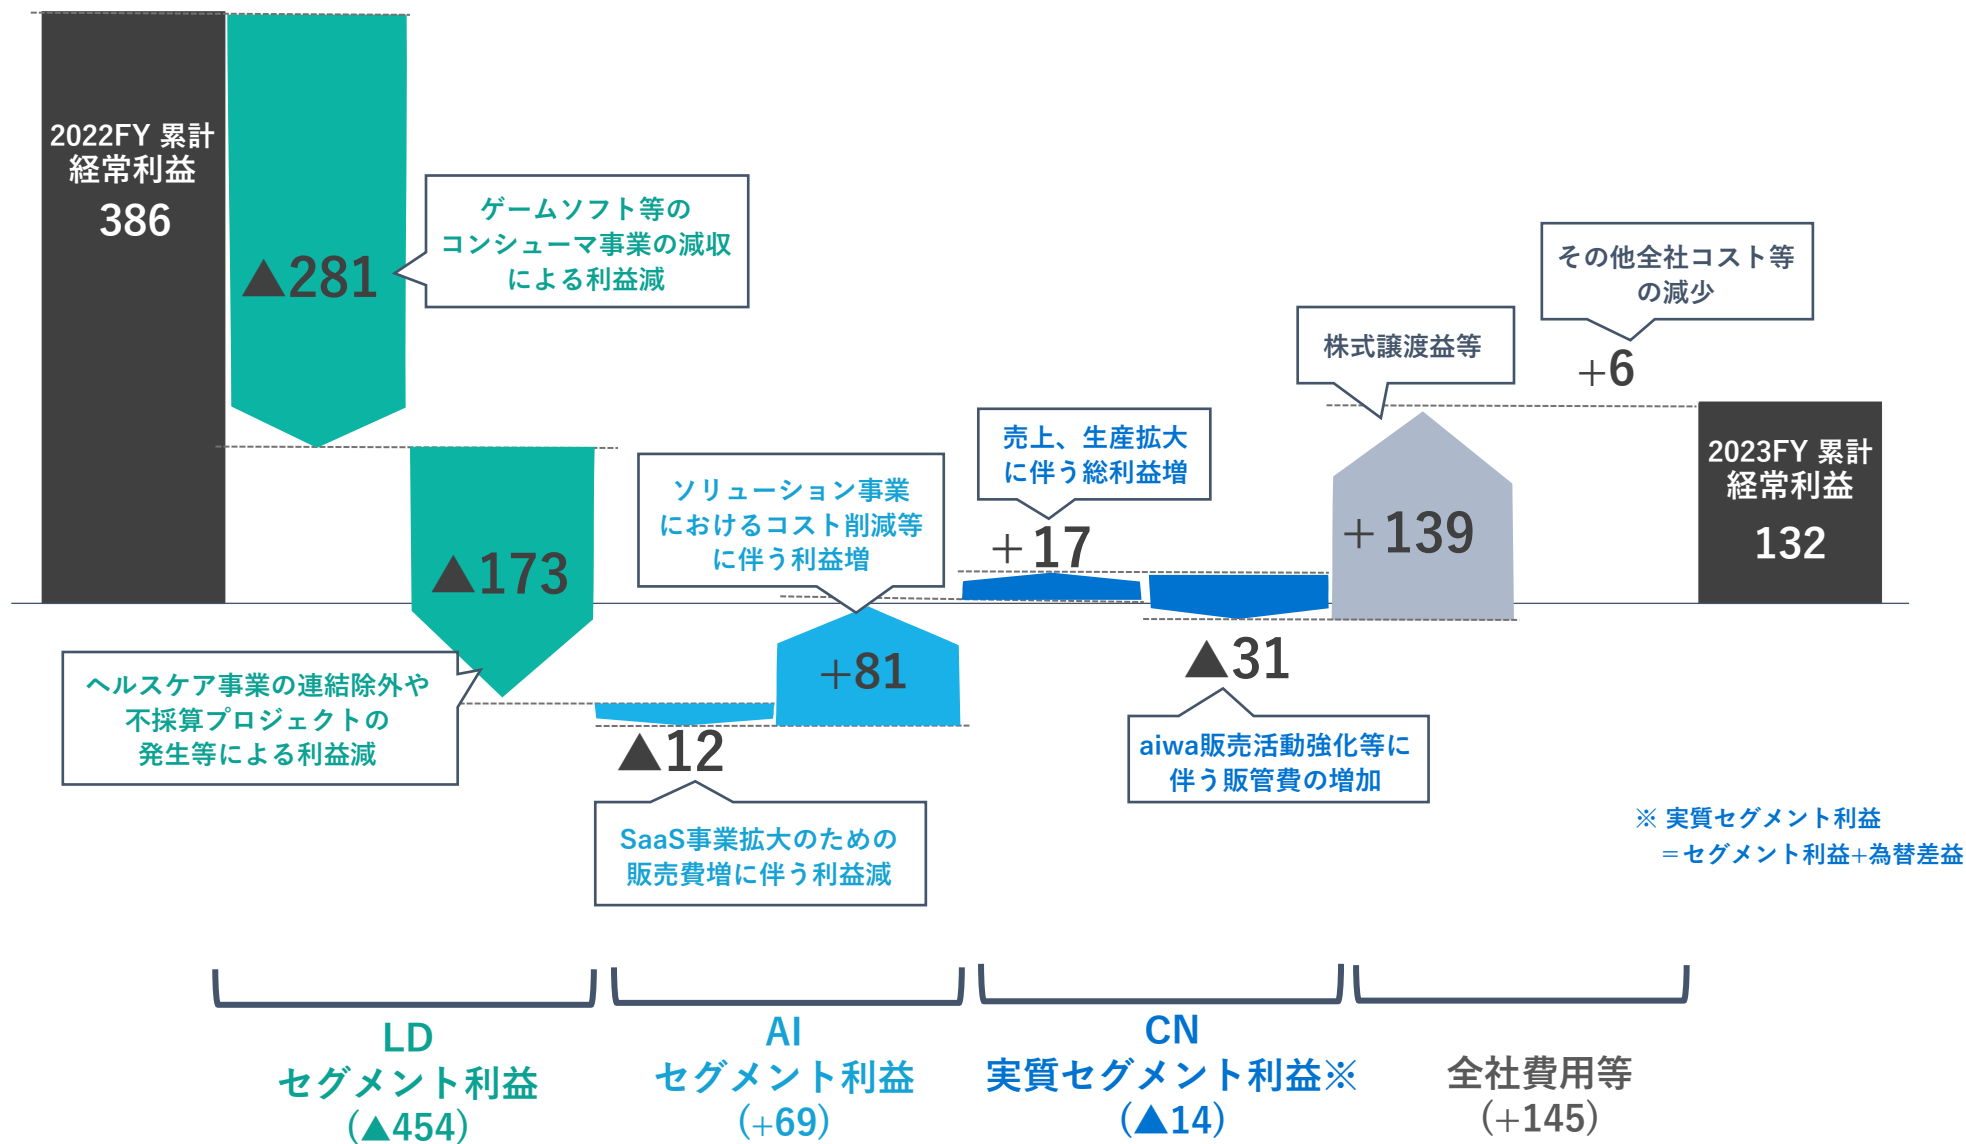 2022FY 累計
経常利益
386
▲281
ゲームソフト等の
コンシューマ事業の減収
による利益減
▲173
ヘルスケア事業の連結除外や
不採算プロジェクトの
発生等による利益減
▲12
SaaS事業拡大のための
販売費増に伴う利益減
ソリューション事業
におけるコスト削減等
に伴う利益増
+81
売上、生産拡大
に伴う総利益増
+17
▲31
aiwa販売活動強化等に
伴う販管費の増加
株式譲渡益等
+139
その他全社コスト等
の減少
+6
2023FY 累計
経常利益
132
※ 実質セグメント利益
＝セグメント利益+為替差益
LD
セグメント利益
(▲454)
AI
セグメント利益
(+69)
CN
実質セグメント利益※
(▲14)
全社費用等
(+145)